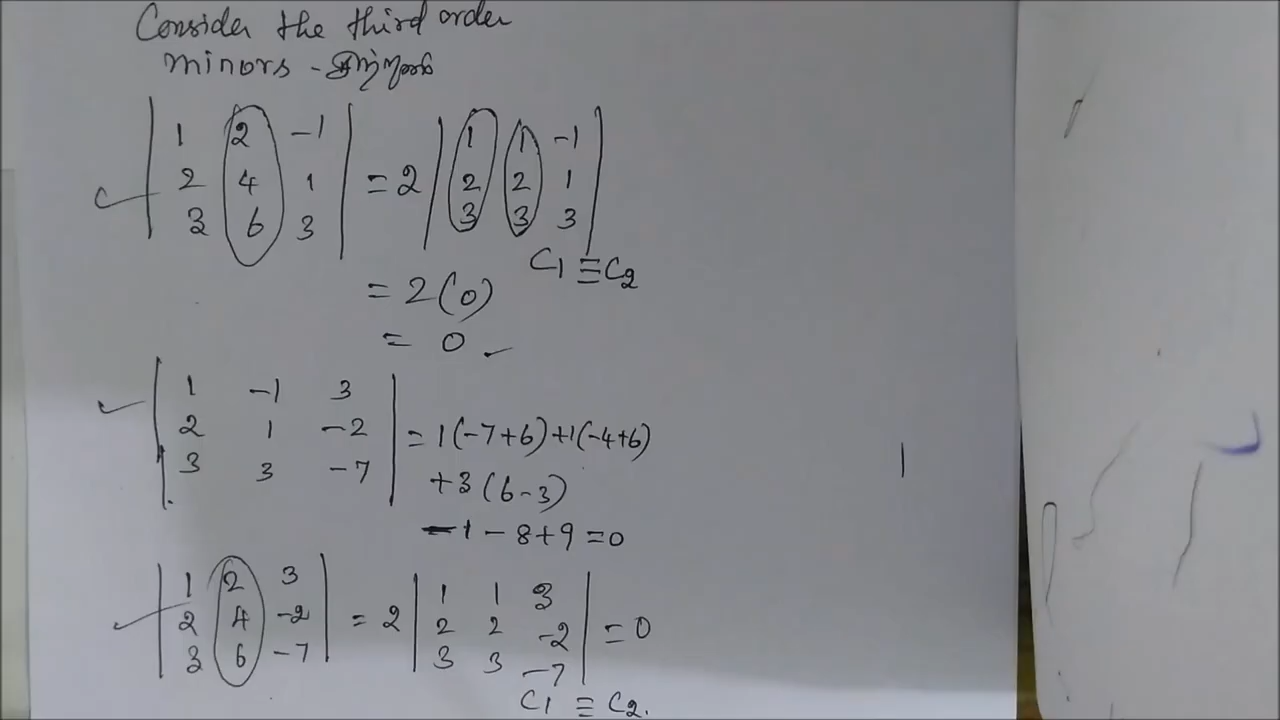 Consider the third order
minors -
| 1 2 -1 | = 2 | 1 1 -1 |
| 2 4 1 | | 2 2 1 |
| 3 6 3 | | 3 3 3 |
C1 ≡ C2
= 2(0)
= 0
| 1 -1 3 |
| 2 1 -2 | = 1(-7+6)+1(-4+6)
| 3 3 -7 | +3(6-3)
-1 - 8+9 =0
| 1 2 3 | = 2 | 1 1 3 | = 0
| 2 4 -2 | | 2 2 -2 |
| 3 6 -7 | | 3 3 -7 |
C1 ≡ C2.